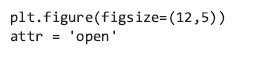 plt.figure(figsize=(12,5))
attr = 'open'